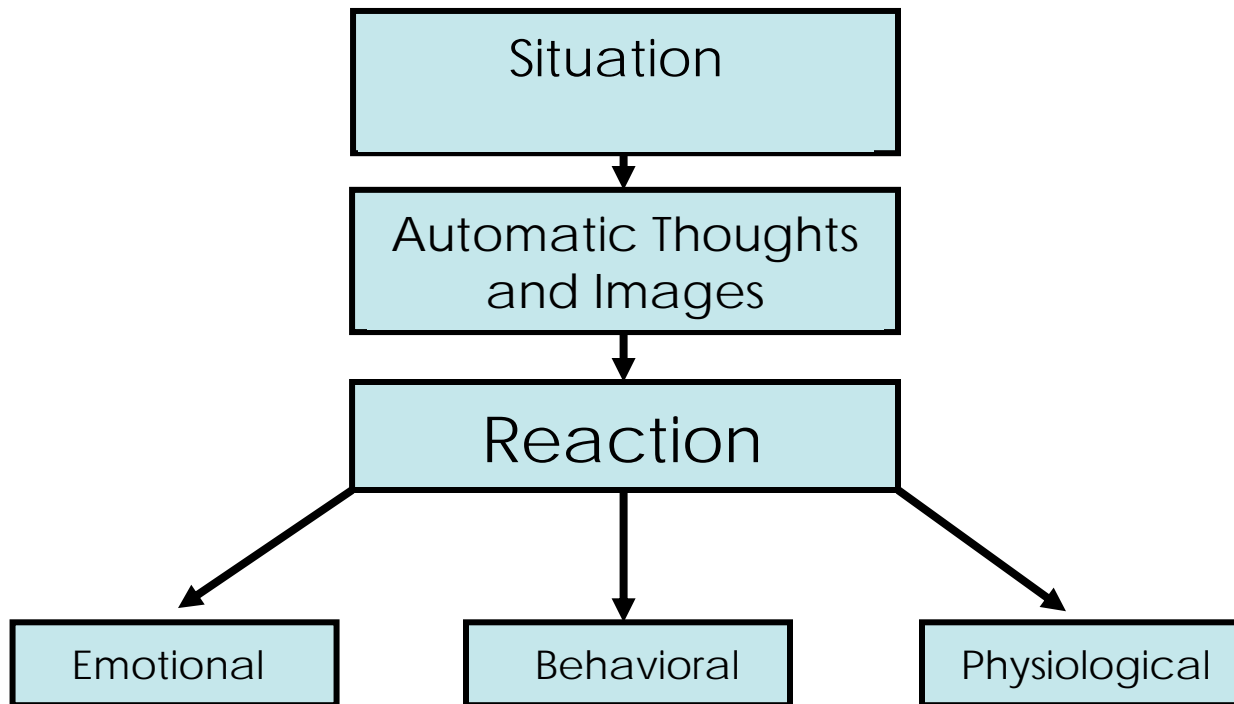 Situation
Automatic Thoughts
and Images
Reaction
Emotional
Behavioral
Physiological